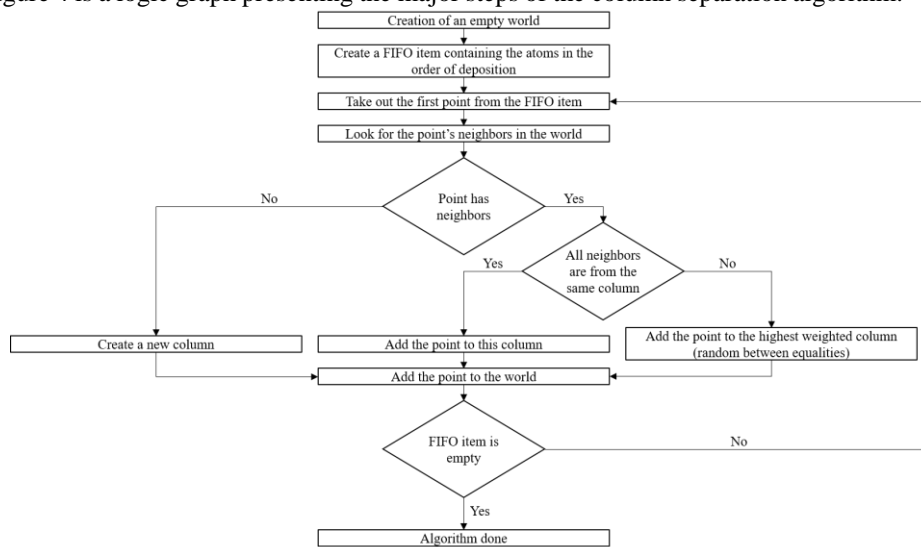 Figure 4 is a logic graph presenting the major steps of the column separation algorithm.
Creation of an empty world
Create a FIFO item containing the atoms in the
order of deposition
Take out the first point from the FIFO item
Look for the point's neighbors in the world
No
Point has
neighbors
Yes
Yes
All neighbors
are from the
same column
No
Create a new column
Add the point to this column
Add the point to the highest weighted column
(random between equalities)
Add the point to the world
FIFO item is
empty
No
Yes
Algorithm done